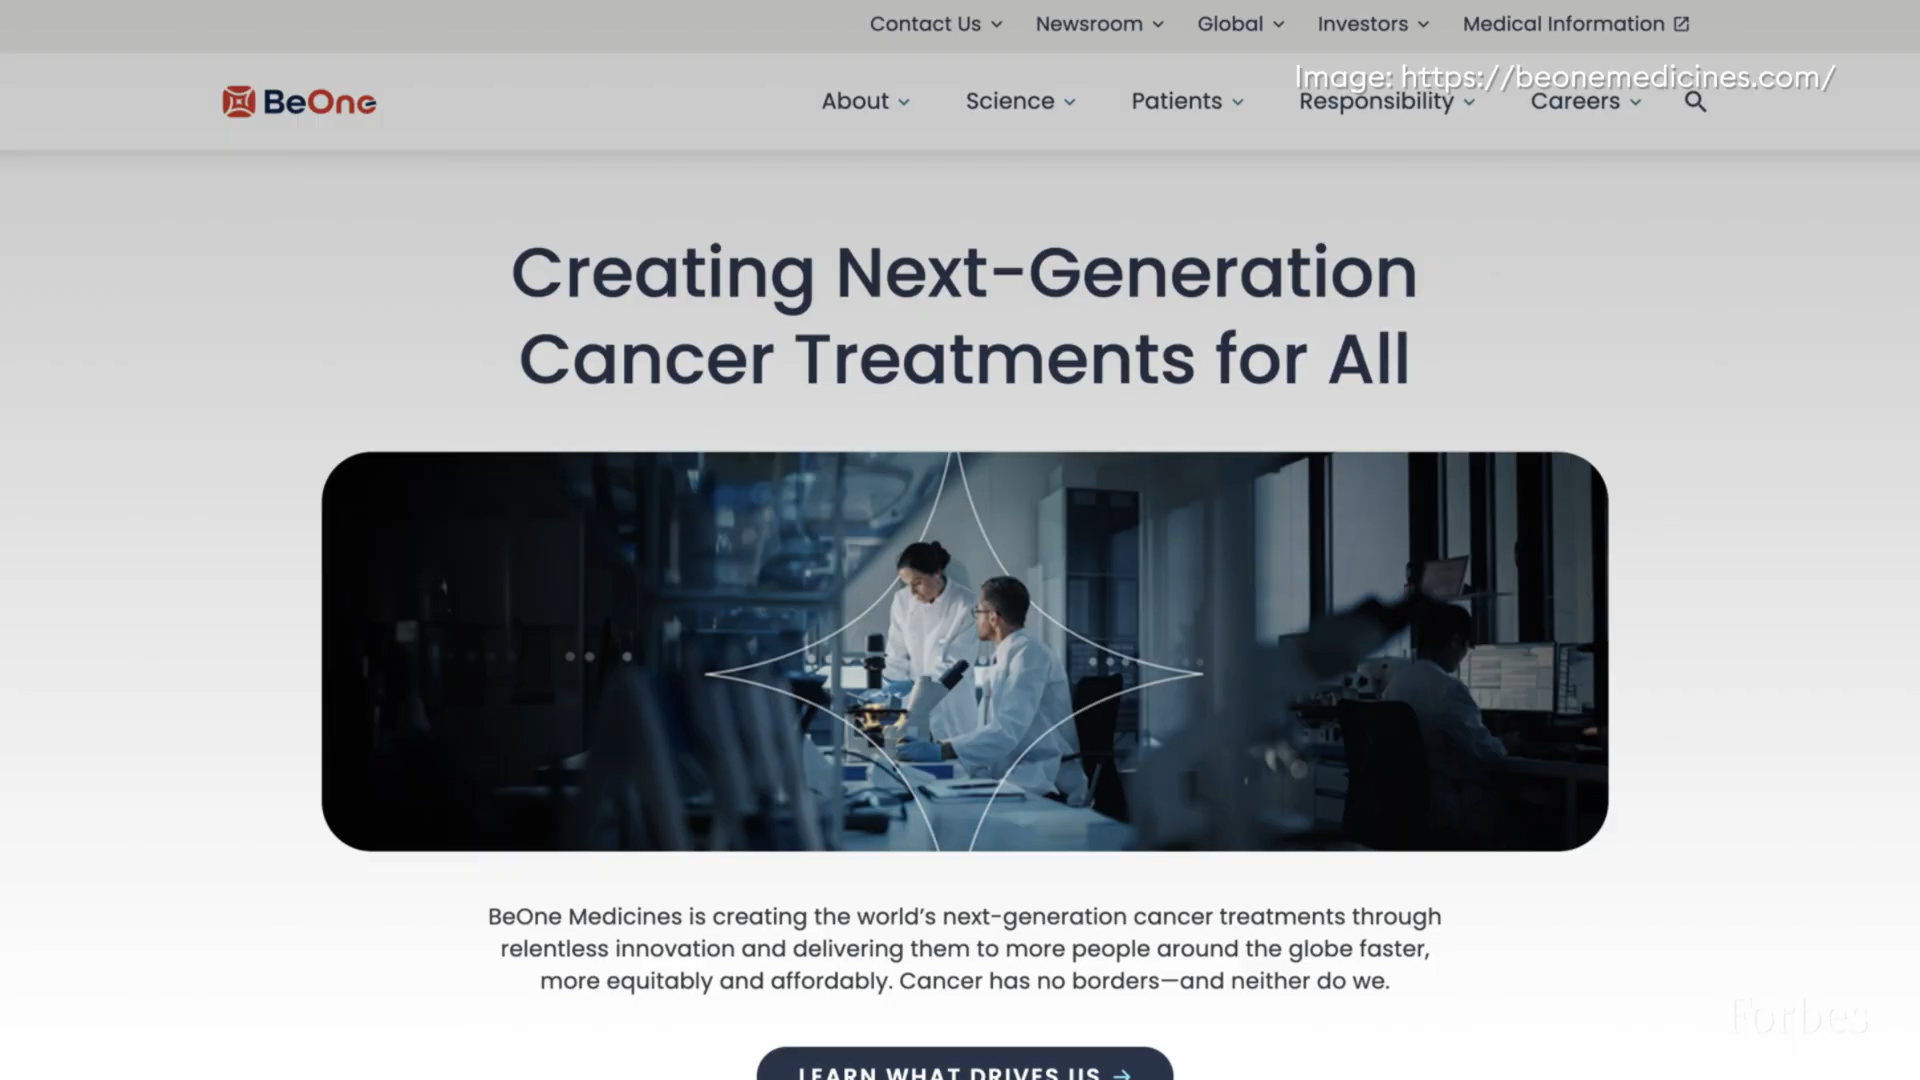 Contact Us Newsroom Global Investors Medical Information
Image: https://beonemedicines.com/
BeOne About Science Patients Responsibility Careers
Creating Next-Generation
Cancer Treatments for All
BeOne Medicines is creating the world's next-generation cancer treatments through
relentless innovation and delivering them to more people around the globe faster,
more equitably and affordably. Cancer has no borders—and neither do we.
Forbes
LEARN WHAT DRIVES US →